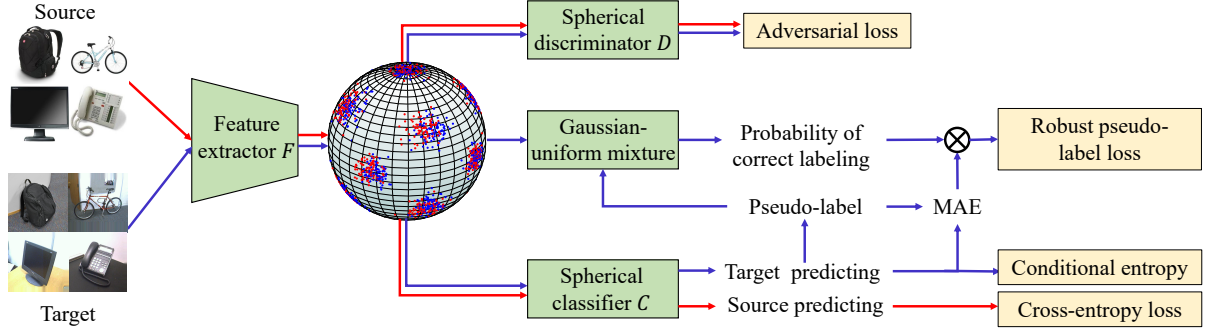 Source
Target
Feature
extractor F
Spherical
discriminator D
Adversarial loss
Gaussian-
uniform mixture
Probability of
correct labeling
Robust pseudo-
label loss
Pseudo-label
MAE
Spherical
classifier C
Target predicting
Conditional entropy
Source predicting
Cross-entropy loss